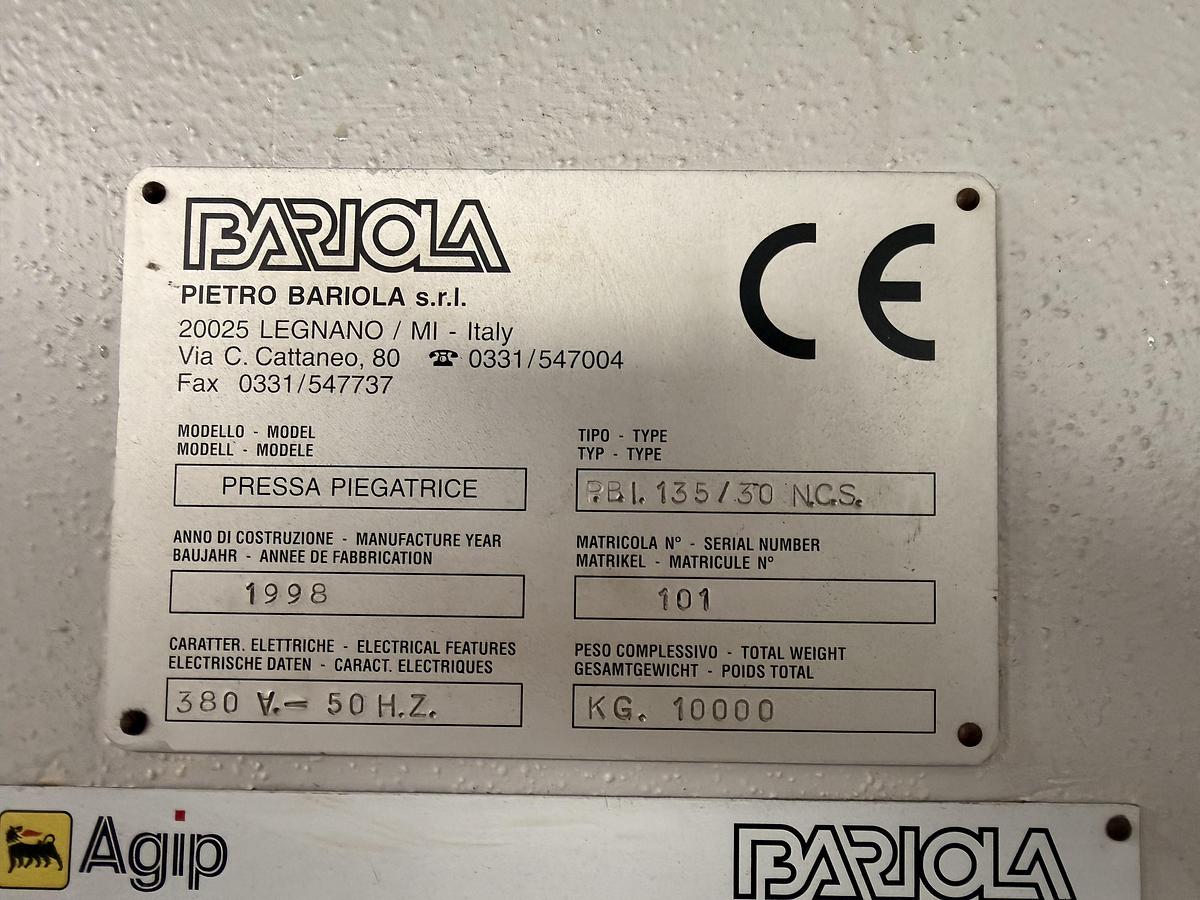 BARIOLA
CE
PIETRO BARIOLA s.r.l.
20025 LEGNANO / MI - Italy
Via C. Cattaneo, 80 ☎ 0331/547004
Fax 0331/547737
MODELLO - MODEL
MODELL - MODELE
PRESSA PIEGATRICE
TIPO - TYPE
TYP - TYPE
P.B.I. 135/30 N.C.S.
ANNO DI COSTRUZIONE - MANUFACTURE YEAR
BAUJAHR - ANNEE DE FABBRICATION
1998
MATRICOLA N° - SERIAL NUMBER
MATRIKEL - MATRICULE N°
101
CARATTER. ELETTRICHE - ELECTRICAL FEATURES
ELECTRISCHE DATEN - CARACT. ELECTRIQUES
380 V.- 50 H.Z.
PESO COMPLESSIVO - TOTAL WEIGHT
GESAMTGEWICHT - POIDS TOTAL
KG. 10000
Agip
BARIOLA